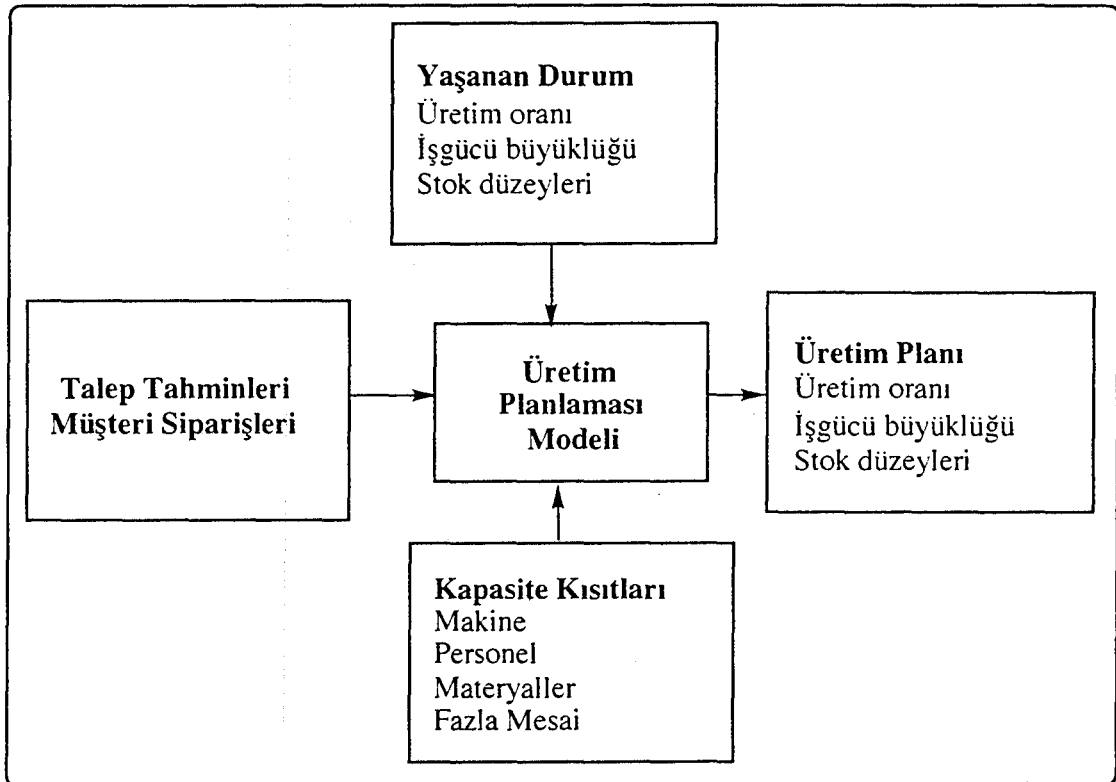 Yaşanan Durum
Üretim oranı
İşgücü büyüklüğü
Stok düzeyleri
Talep Tahminleri
Müşteri Siparişleri
Üretim
Planlaması
Modeli
Üretim Planı
Üretim oranı
İşgücü büyüklüğü
Stok düzeyleri
Kapasite Kısıtları
Makine
Personel
Materyaller
Fazla Mesai